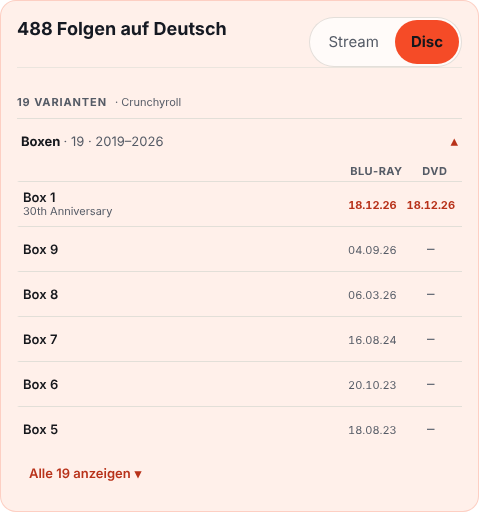 488 Folgen auf Deutsch
Stream Disc
19 VARIANTEN · Crunchyroll
Boxen · 19 · 2019–2026 ▲
BLU-RAY DVD
Box 1 18.12.26 18.12.26
30th Anniversary
Box 9 04.09.26 –
Box 8 06.03.26 –
Box 7 16.08.24 –
Box 6 20.10.23 –
Box 5 18.08.23 –
Alle 19 anzeigen ▾